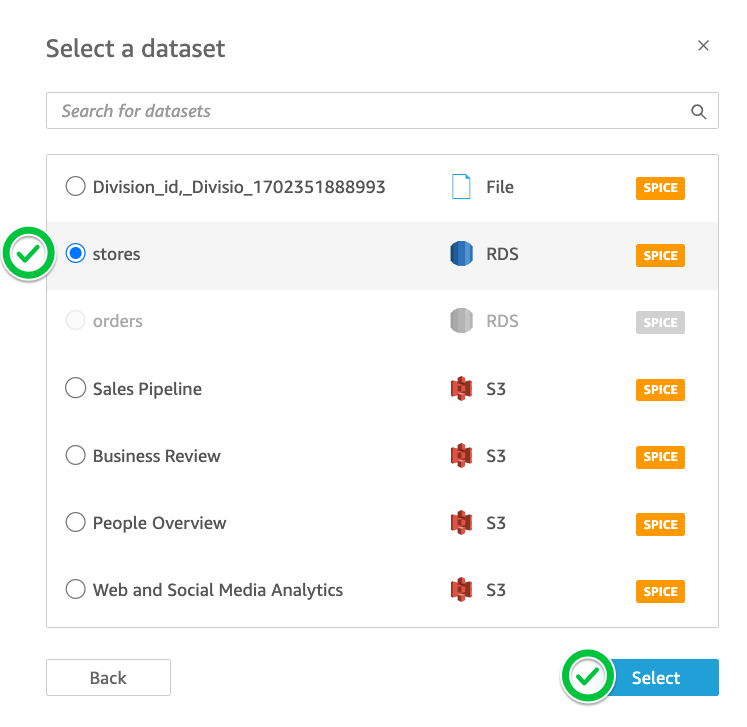 Select a dataset
Search for datasets
Division_id,_Divisio_1702351888993 File SPICE
stores RDS SPICE
orders RDS SPICE
Sales Pipeline S3 SPICE
Business Review S3 SPICE
People Overview S3 SPICE
Web and Social Media Analytics S3 SPICE
Back Select